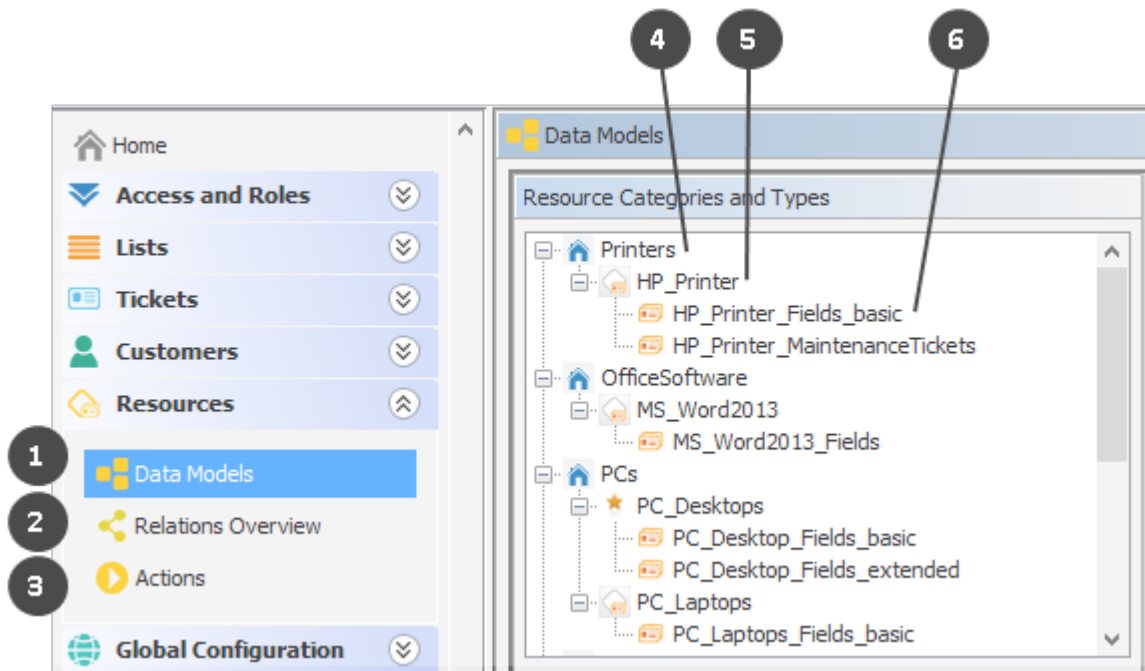 4 5 6
Home
Access and Roles
Lists
Tickets
Customers
Resources
1
Data Models
2
Relations Overview
3
Actions
Global Configuration
Data Models
Resource Categories and Types
Printers
HP_Printer
HP_Printer_Fields_basic
HP_Printer_MaintenanceTickets
OfficeSoftware
MS_Word2013
MS_Word2013_Fields
PCs
PC_Desktops
PC_Desktop_Fields_basic
PC_Desktop_Fields_extended
PC_Laptops
PC_Laptops_Fields_basic